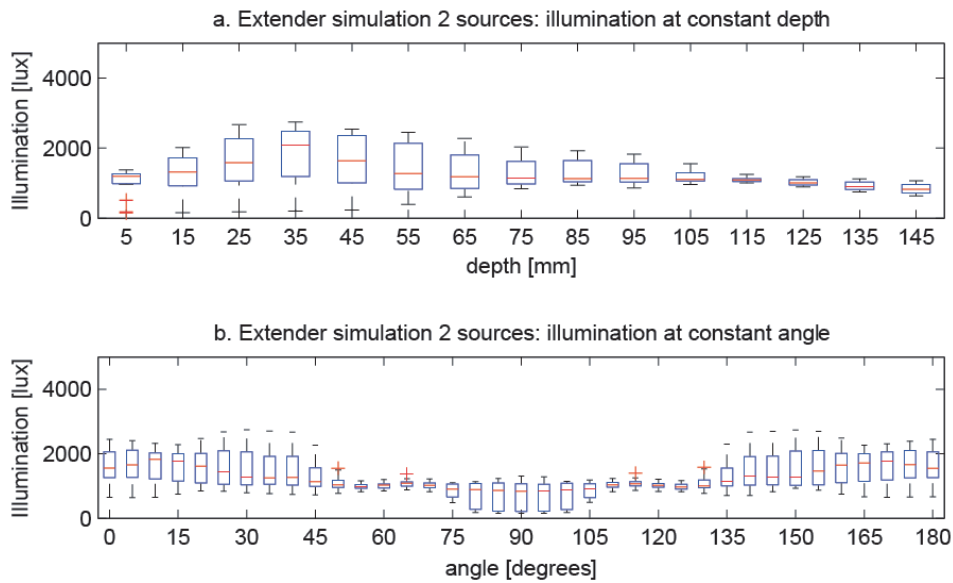 a. Extender simulation 2 sources: illumination at constant depth
Illumination [lux]
4000
2000
0
5 15 25 35 45 55 65 75 85 95 105 115 125 135 145
depth [mm]
b. Extender simulation 2 sources: illumination at constant angle
Illumination [lux]
4000
2000
0
0 15 30 45 60 75 90 105 120 135 150 165 180
angle [degrees]